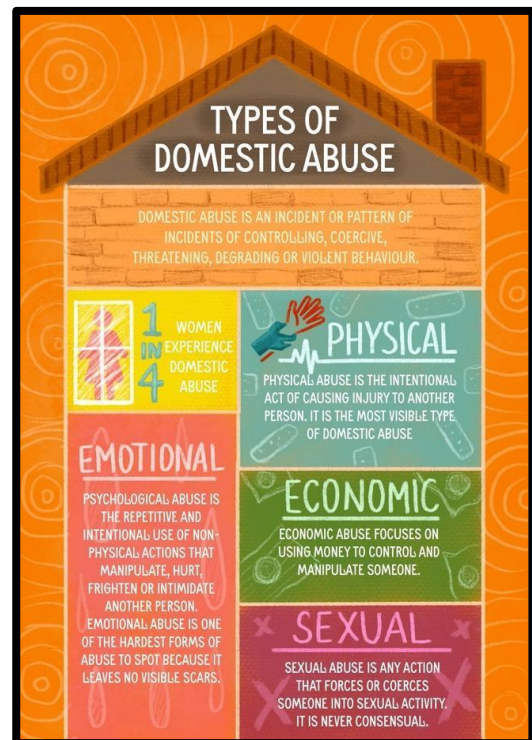 TYPES OF
DOMESTIC ABUSE
DOMESTIC ABUSE IS AN INCIDENT OR PATTERN OF
INCIDENTS OF CONTROLLING, COERCIVE,
THREATENING, DEGRADING OR VIOLENT BEHAVIOUR.
1
IN
4
WOMEN
EXPERIENCE
DOMESTIC
ABUSE
PHYSICAL
PHYSICAL ABUSE IS THE INTENTIONAL
ACT OF CAUSING INJURY TO ANOTHER
PERSON. IT IS THE MOST VISIBLE TYPE
OF DOMESTIC ABUSE
EMOTIONAL
PSYCHOLOGICAL ABUSE IS
THE REPETITIVE AND
INTENTIONAL USE OF NON-
PHYSICAL ACTIONS THAT
MANIPULATE, HURT,
FRIGHTEN OR INTIMIDATE
ANOTHER PERSON.
EMOTIONAL ABUSE IS ONE
OF THE HARDEST FORMS OF
ABUSE TO SPOT BECAUSE IT
LEAVES NO VISIBLE SCARS.
ECONOMIC
ECONOMIC ABUSE FOCUSES ON
USING MONEY TO CONTROL AND
MANIPULATE SOMEONE.
SEXUAL
SEXUAL ABUSE IS ANY ACTION
THAT FORCES OR COERCES
SOMEONE INTO SEXUAL ACTIVITY.
IT IS NEVER CONSENSUAL.